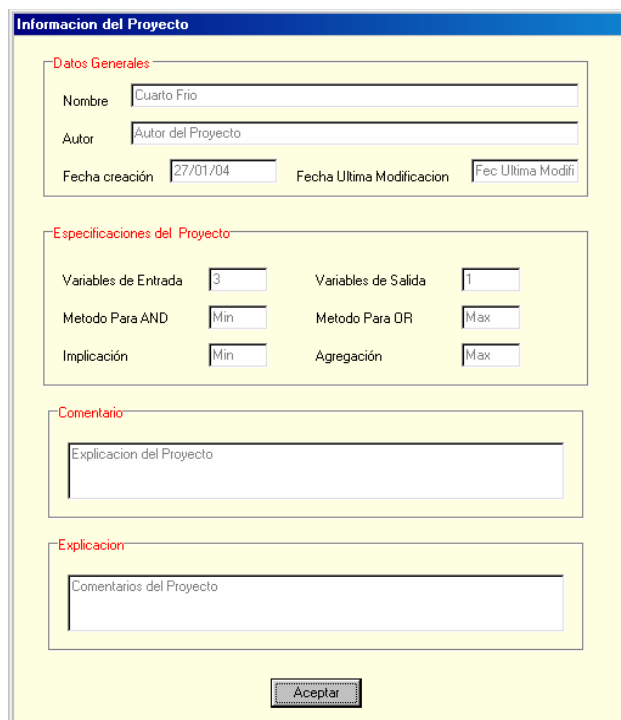 Informacion del Proyecto
Datos Generales
Nombre Cuarto Frio
Autor Autor del Proyecto
Fecha creación 27/01/04 Fecha Ultima Modificacion Fec Ultima Modifi
Especificaciones del Proyecto
Variables de Entrada 3 Variables de Salida 1
Metodo Para AND Min Metodo Para OR Max
Implicación Min Agregación Max
Comentario
Explicacion del Proyecto
Explicacion
Comentarios del Proyecto
Aceptar